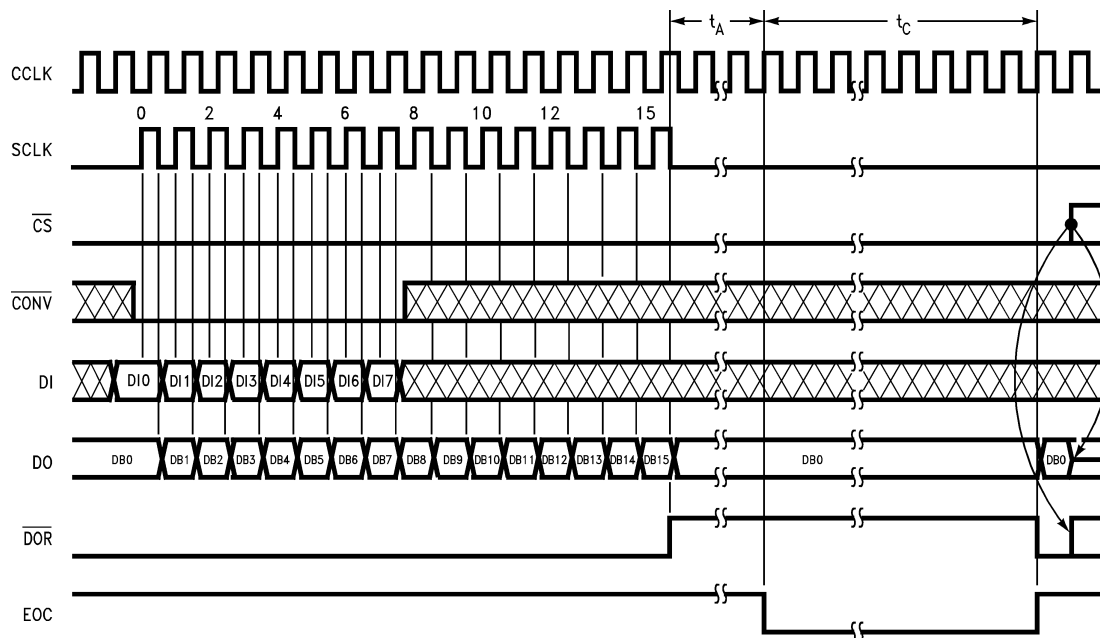 tA tC
CCLK
0 2 4 6 8 10 12 15
SCLK
CS
CONV
DI DI0 DI1 DI2 DI3 DI4 DI5 DI6 DI7
DO DB0 DB1 DB2 DB3 DB4 DB5 DB6 DB7 DB8 DB9 DB10 DB11 DB12 DB13 DB14 DB15 DB0 DB0
DOR
EOC